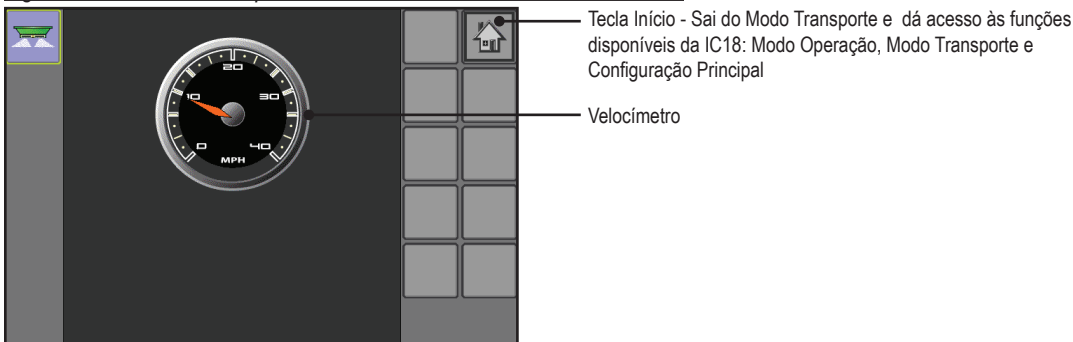 Tecla Início - Sai do Modo Transporte e dá acesso às funções
disponíveis da IC18: Modo Operação, Modo Transporte e
Configuração Principal
Velocímetro
20
10
30
0
40
MPH